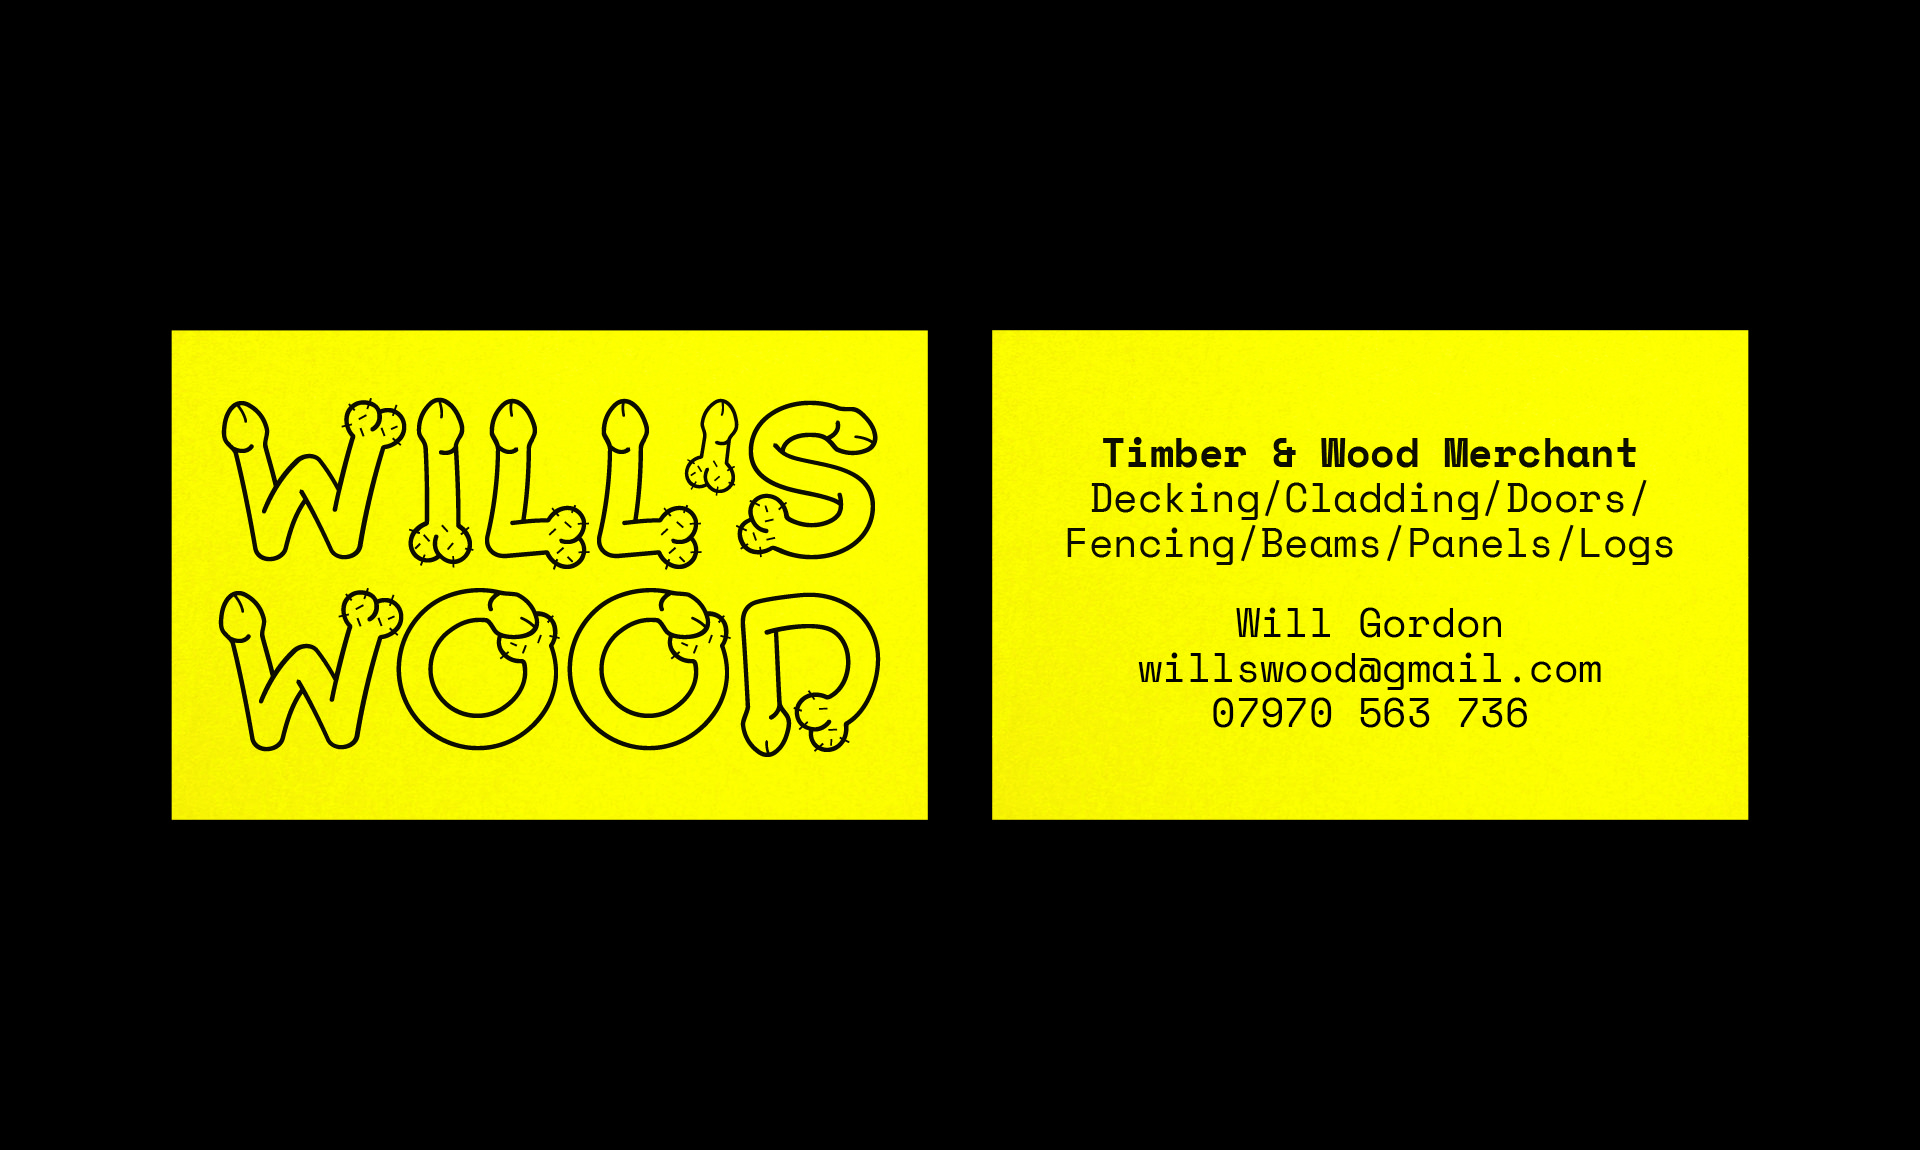 WILL'S
WOOD
Timber & Wood Merchant
Decking/Cladding/Doors/
Fencing/Beams/Panels/Logs
Will Gordon
willswood@gmail.com
07970 563 736